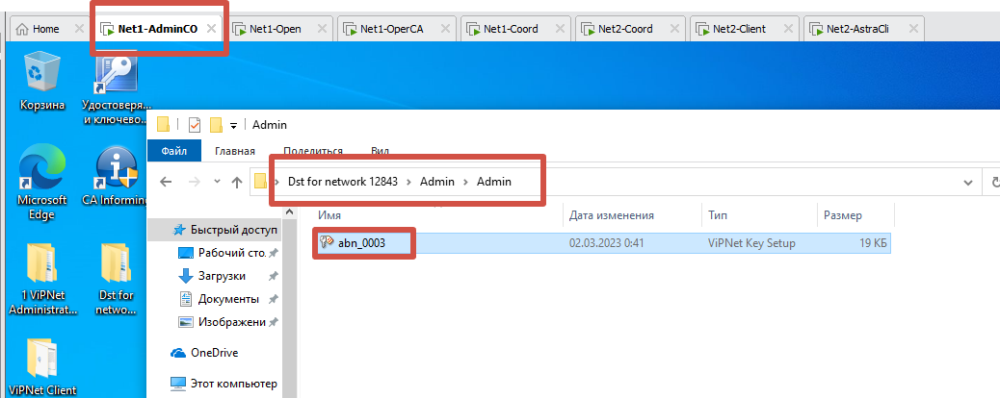 Home
Net1-AdminCO
Net1-Open
Net1-OperCA
Net1-Coord
Net2-Coord
Net2-Client
Net2-AstraCli
Корзина
Удостоверя...
и ключево...
Microsoft
Edge
CA Informing
1 ViPNet
Administrat...
Dst for
netwo...
ViPNet Client
Admin
Файл
Главная
Поделиться
Вид
Dst for network 12843
Admin
Admin
Быстрый доступ
Рабочий сто.
Загрузки
Документы
Изображени
OneDrive
Этот компьютер
Имя
Дата изменения
Тип
Размер
abn_0003
02.03.2023 0:41
ViPNet Key Setup
19 КБ